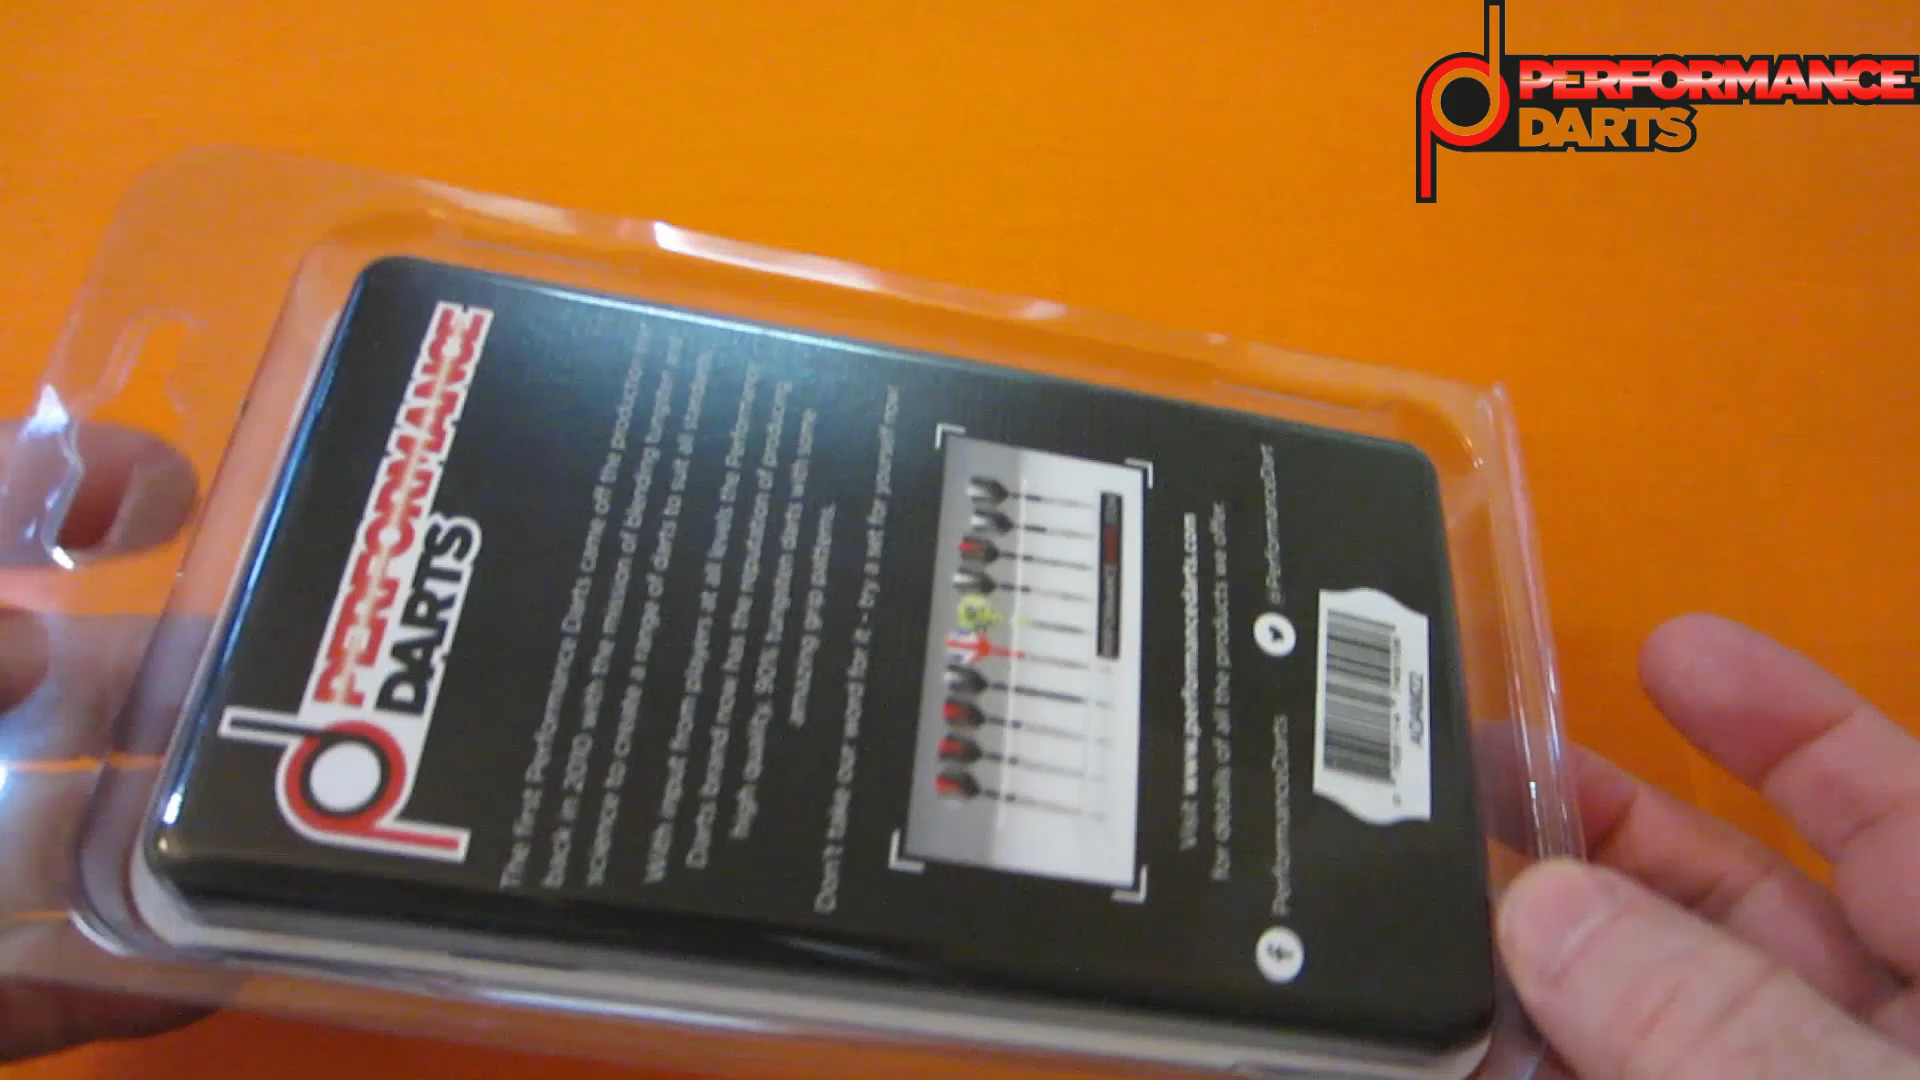 PERFORMANCE
DARTS
PERFORMANCE
DARTS
The first Performance Darts came off the production
back in 2010 with the mission of blending tungsten
science to create a range of darts to suit all standards.
With input from players at all levels the Performance
Darts brand now has the reputation of producing
high quality, 90% tungsten darts with some
amazing grip patterns.
Don't take our word for it - try a set for yourself now
Visit www.performancedarts.com
for details of all the products we offer.
PerformanceDarts
@PerformanceDart